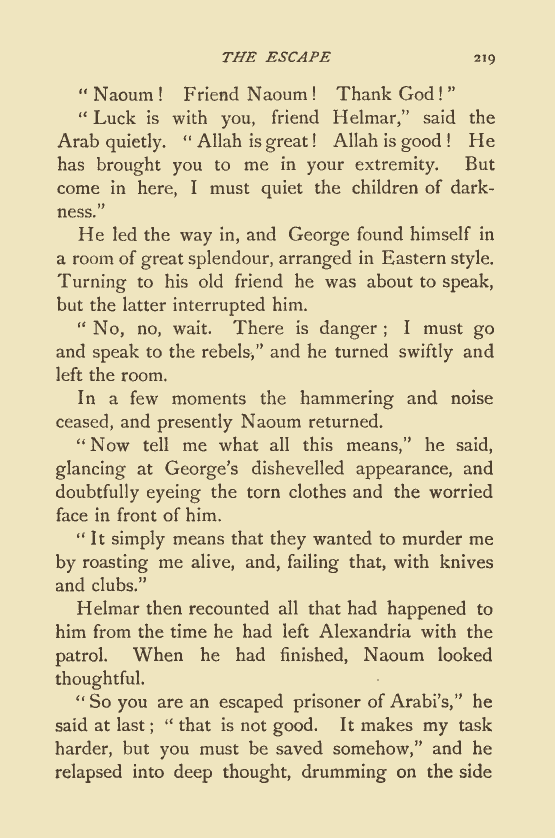 THE ESCAPE 219
“ Naoum ! Friend Naoum ! Thank God ! ”
“ Luck is with you, friend Helmar,” said the
Arab quietly. “ Allah is great ! Allah is good ! He
has brought you to me in your extremity. But
come in here, I must quiet the children of dark-
ness.”
He led the way in, and George found himself in
a room of great splendour, arranged in Eastern style.
Turning to his old friend he was about to speak,
but the latter interrupted him.
“ No, no, wait. There is danger ; I must go
and speak to the rebels,” and he turned swiftly and
left the room.
In a few moments the hammering and noise
ceased, and presently Naoum returned.
“ Now tell me what all this means,” he said,
glancing at George’s dishevelled appearance, and
doubtfully eyeing the torn clothes and the worried
face in front of him.
“ It simply means that they wanted to murder me
by roasting me alive, and, failing that, with knives
and clubs.”
Helmar then recounted all that had happened to
him from the time he had left Alexandria with the
patrol. When he had finished, Naoum looked
thoughtful.
“ So you are an escaped prisoner of Arabi’s,” he
said at last ; “ that is not good. It makes my task
harder, but you must be saved somehow,” and he
relapsed into deep thought, drumming on the side